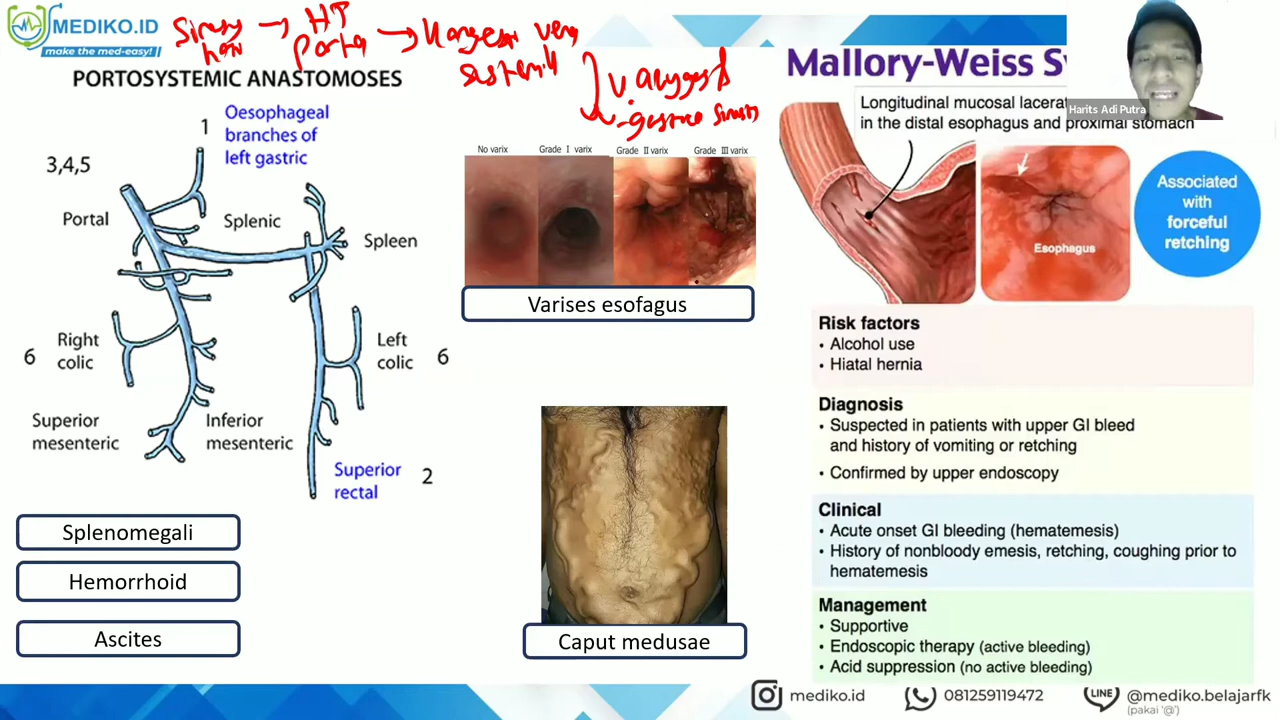 MEDIKO.ID
make the med-easy!
HT
porta
PORTOSYSTEMIC ANASTOMOSES
1
Oesophageal
branches of
left gastric
3,4,5
Portal
Splenic
Spleen
6
Right
colic
Left
colic
6
Superior
mesenteric
Inferior
mesenteric
Superior
rectal
2
Splenomegali
Hemorrhoid
Ascites
No varix
Grade I varix
Grade II varix
Grade III varix
Varises esofagus
Caput medusae
Mallory-Weiss Sy
Harits Adi Putra
Longitudinal mucosal lacerat
in the distal esophagus and proximal stomach
Esophagus
Associated
with
forceful
retching
Risk factors
• Alcohol use
• Hiatal hernia
Diagnosis
• Suspected in patients with upper GI bleed
and history of vomiting or retching
• Confirmed by upper endoscopy
Clinical
• Acute onset GI bleeding (hematemesis)
• History of nonbloody emesis, retching, coughing prior to
hematemesis
Management
• Supportive
• Endoscopic therapy (active bleeding)
• Acid suppression (no active bleeding)
mediko.id
081259119472
LINE
@mediko.belajarfk
(pakai '@')